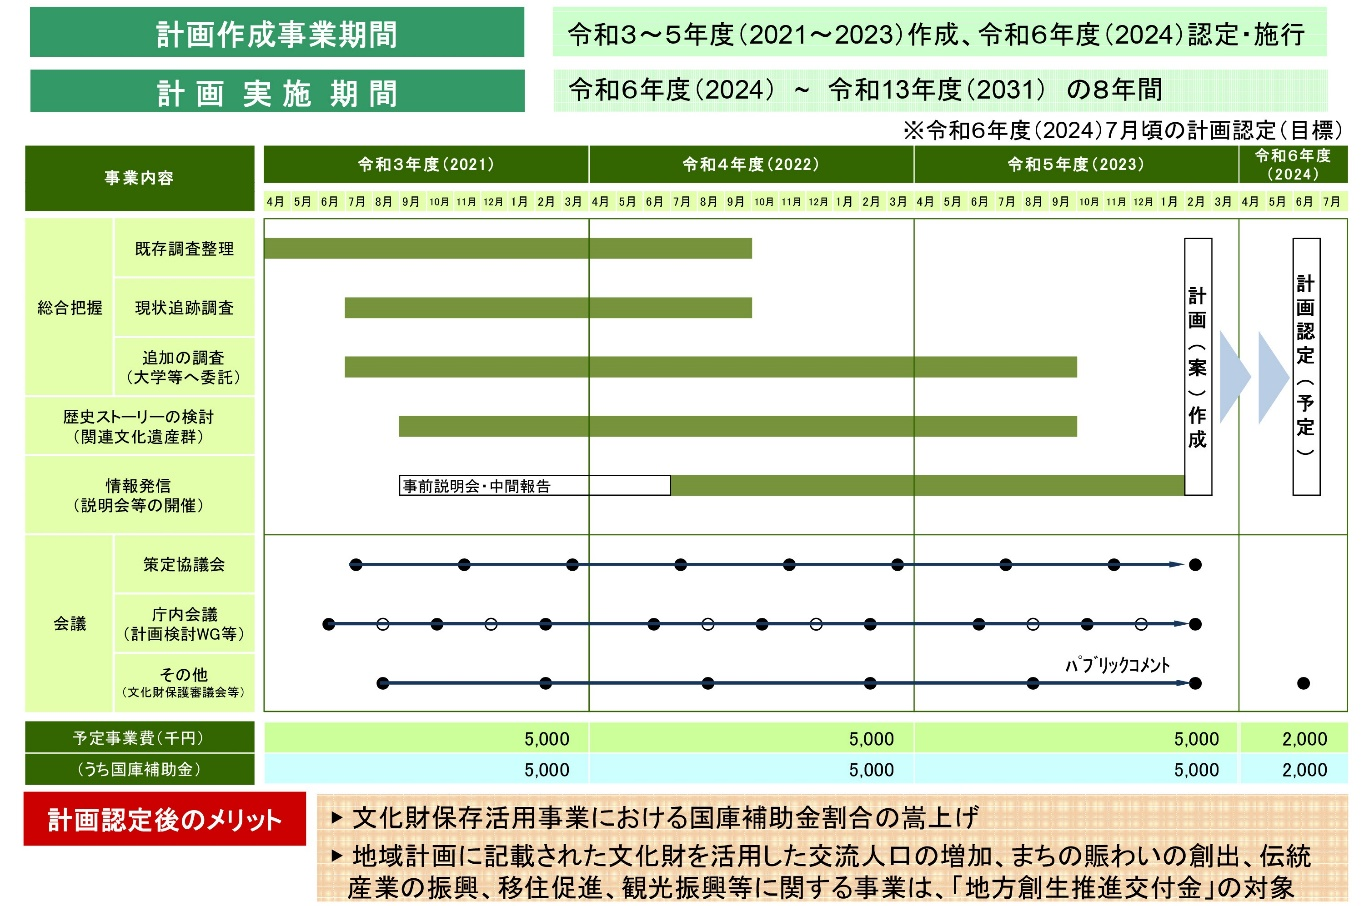 計画作成事業期間
令和3～5年度（2021～2023）作成、令和6年度（2024）認定・施行
計画 実施 期間
令和6年度（2024） ～ 令和13年度（2031） の8年間
※令和6年度（2024）7月頃の計画認定（目標）
事業内容
令和3年度（2021）
令和4年度（2022）
令和5年度（2023）
令和6年度
（2024）
4月 5月 6月 7月 8月 9月 10月 11月 12月 1月 2月 3月 4月 5月 6月 7月 8月 9月 10月 11月 12月 1月 2月 3月 4月 5月 6月 7月 8月 9月 10月 11月 12月 1月 2月 3月 4月 5月 6月 7月
総合把握
既存調査整理
現状追跡調査
追加の調査
（大学等へ委託）
歴史ストーリーの検討
（関連文化遺産群）
情報発信
（説明会等の開催）
事前説明会・中間報告
計画（案）作成
計画認定（予定）
会議
策定協議会
庁内会議
（計画検討WG等）
その他
（文化財保護審議会等）
ﾊﾟﾌﾞﾘｯｸｺﾒﾝﾄ
予定事業費（千円） 5,000 5,000 5,000 2,000
（うち国庫補助金） 5,000 5,000 5,000 2,000
計画認定後のメリット
▶ 文化財保存活用事業における国庫補助金割合の嵩上げ
▶ 地域計画に記載された文化財を活用した交流人口の増加、まちの賑わいの創出、伝統
産業の振興、移住促進、観光振興等に関する事業は、「地方創生推進交付金」の対象